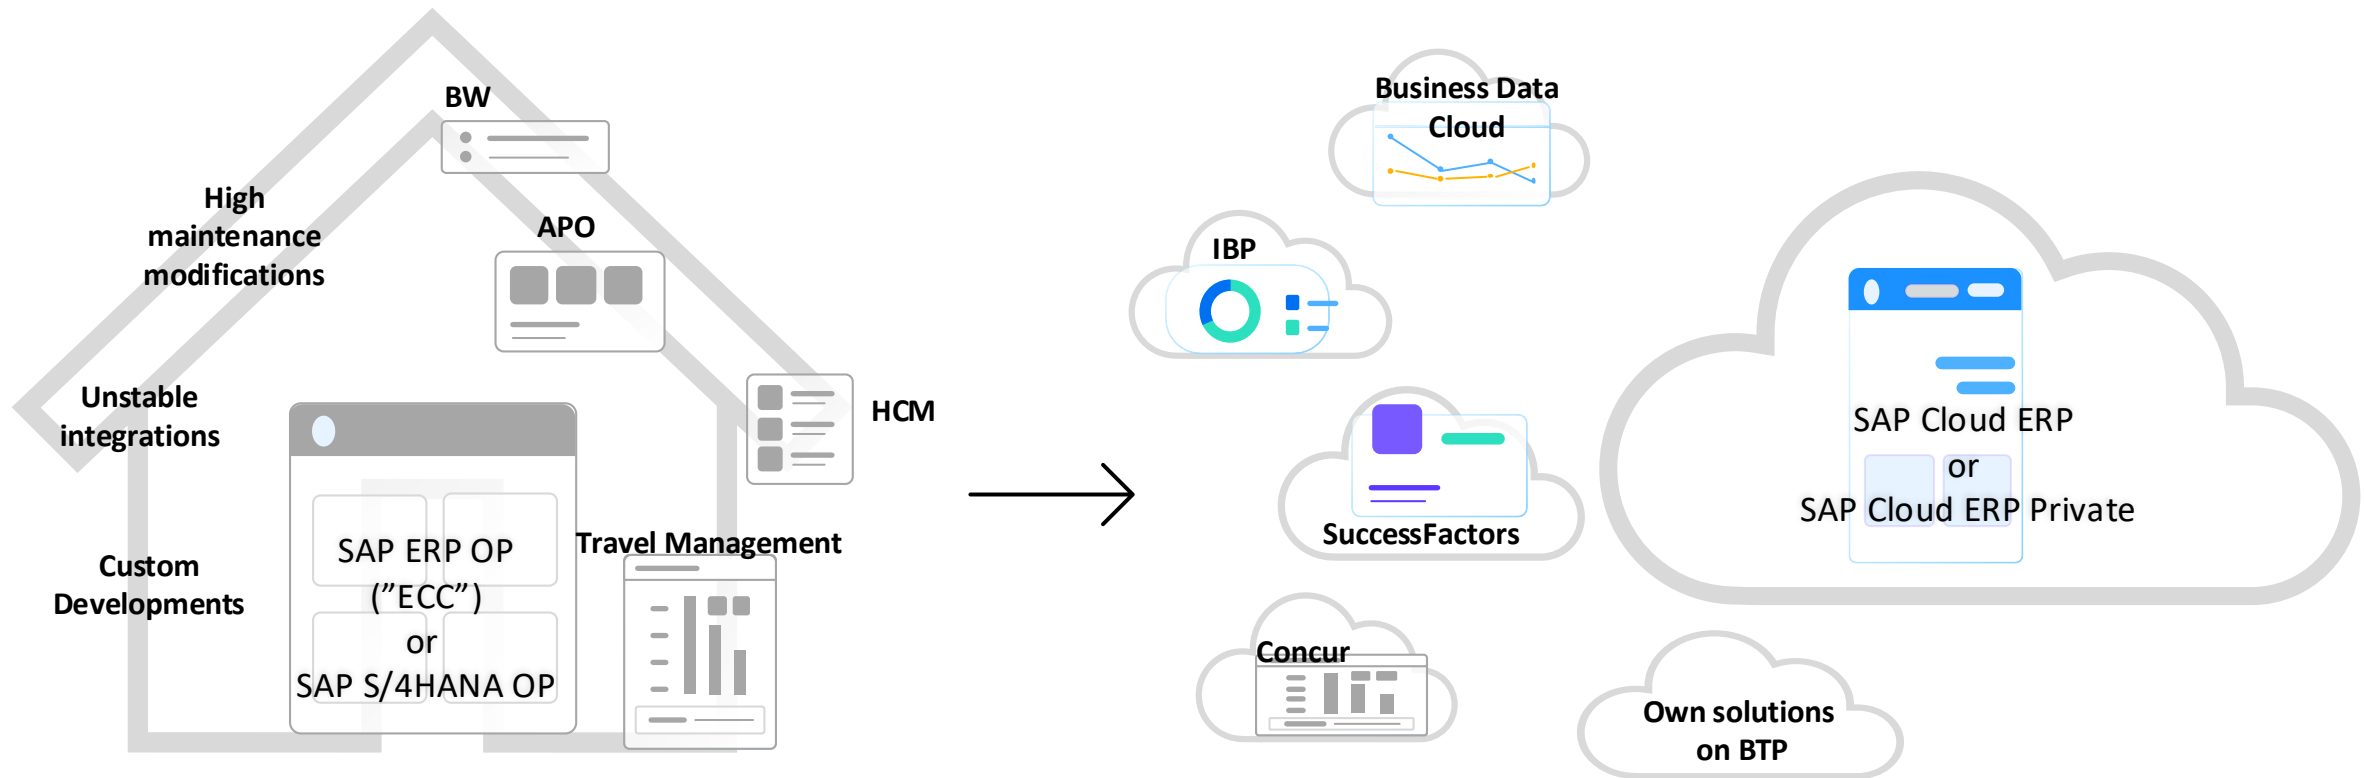 BW
High
maintenance
modifications
APO
Unstable
integrations
HCM
Custom
Developments
SAP ERP OP
(”ECC”)
or
SAP S/4HANA OP
Travel Management
Business Data
Cloud
IBP
SuccessFactors
Concur
SAP Cloud ERP
or
SAP Cloud ERP Private
Own solutions
on BTP